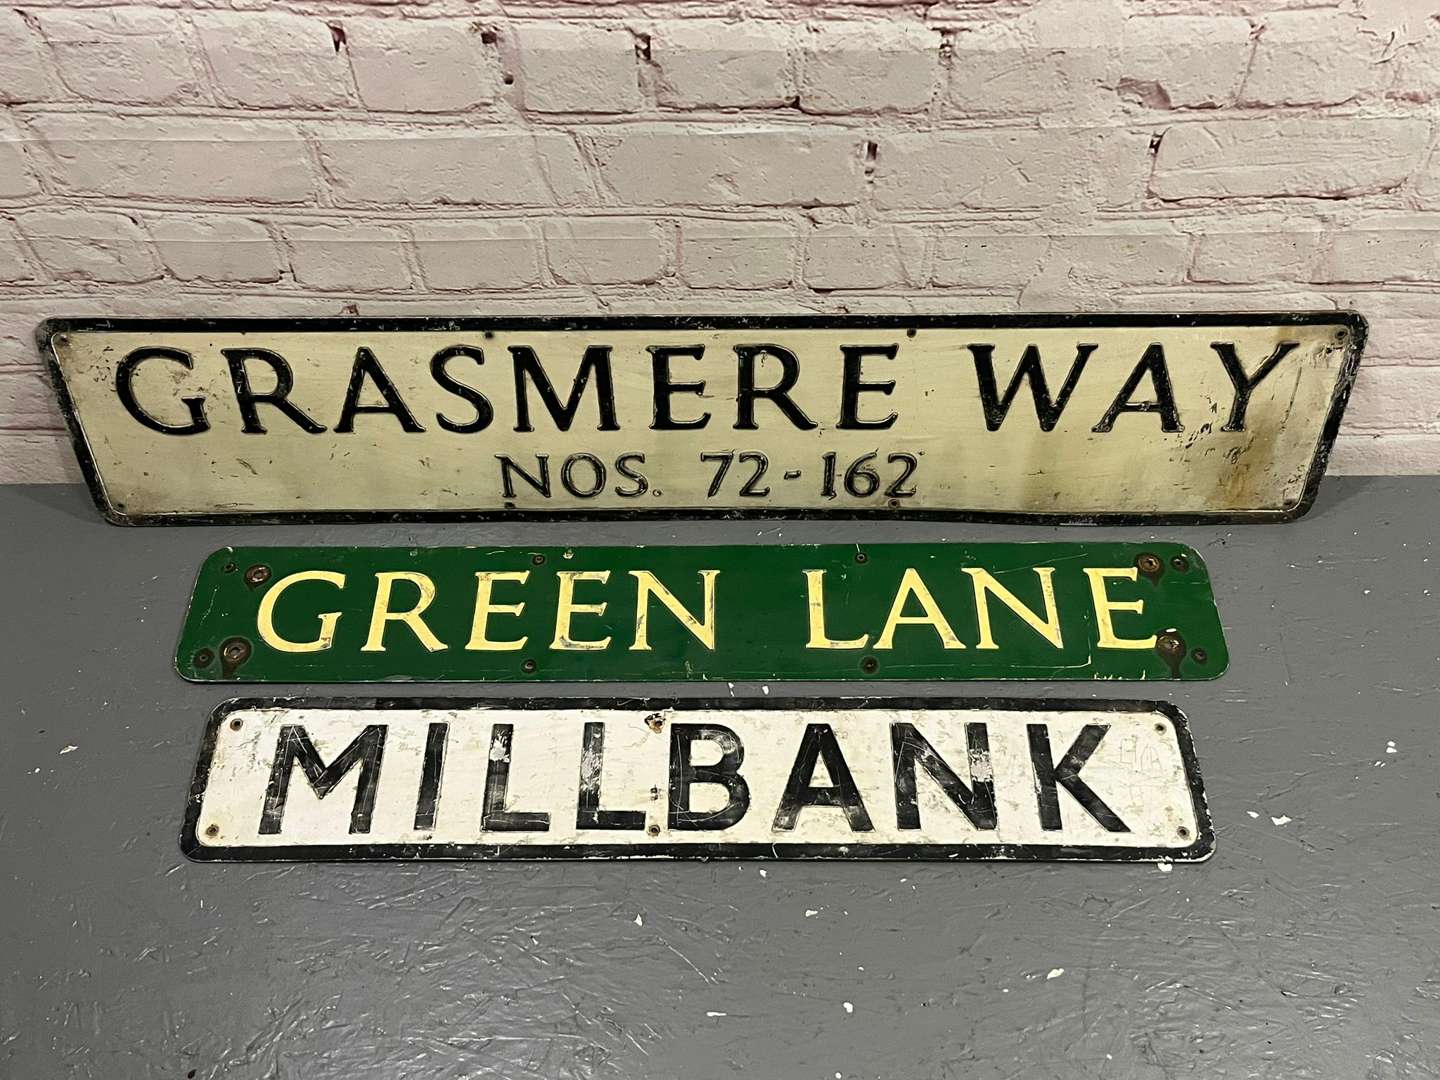 GRASMERE WAY
NOS. 72-162
GREEN LANE
MILLBANK